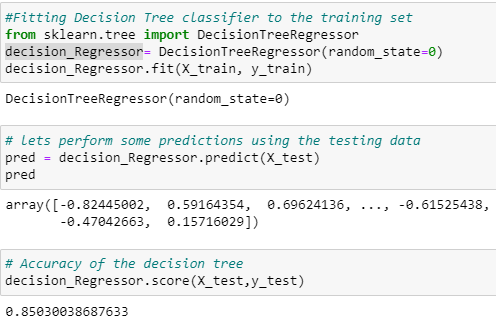 #Fitting Decision Tree classifier to the training set
from sklearn.tree import DecisionTreeRegressor
decision_Regressor= DecisionTreeRegressor(random_state=0)
decision_Regressor.fit(X_train, y_train)
DecisionTreeRegressor(random_state=0)
# lets perform some predictions using the testing data
pred = decision_Regressor.predict(X_test)
pred
array([-0.82445002,  0.59164354,  0.69624136, ..., -0.61525438,
       -0.47042663,  0.15716029])
# Accuracy of the decision tree
decision_Regressor.score(X_test,y_test)
0.85030038687633